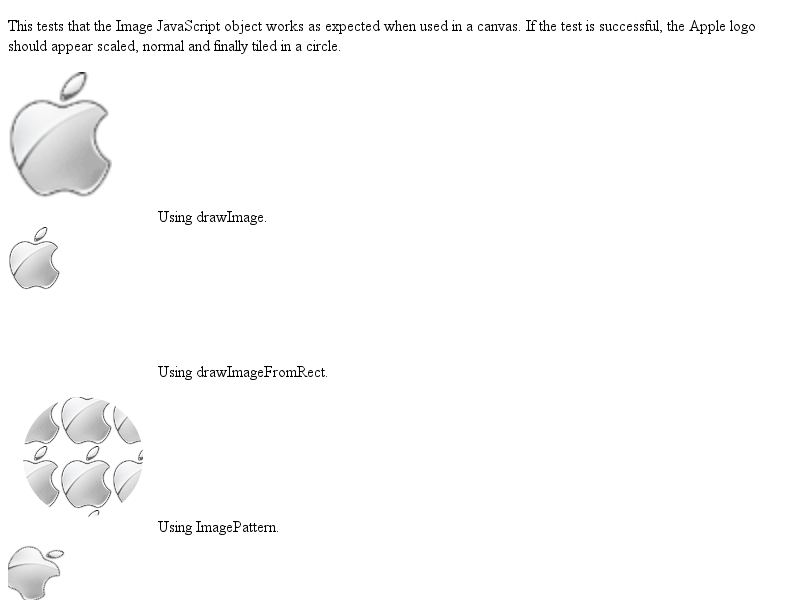 This tests that the Image JavaScript object works as expected when used in a canvas. If the test is successful, the Apple logo
should appear scaled, normal and finally tiled in a circle.
Using drawImage.
Using drawImageFromRect.
Using ImagePattern.